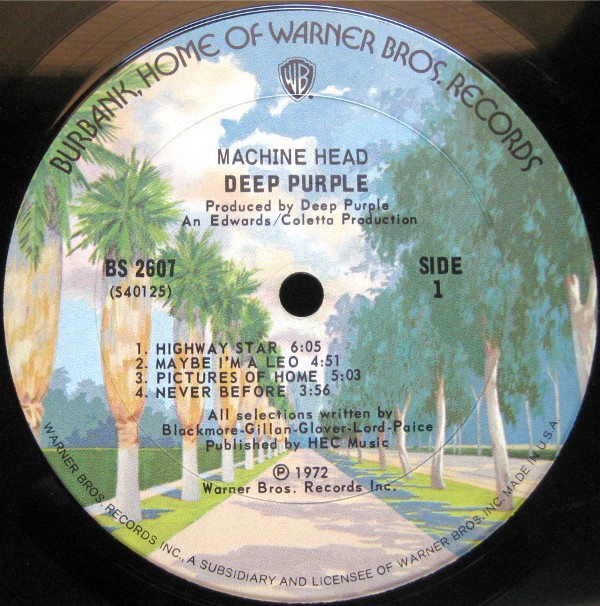 BURBANK, HOME OF WARNER BROS. RECORDS
WB
MACHINE HEAD
DEEP PURPLE
Produced by Deep Purple
An Edwards/Coletta Production
BS 2607
(S40125)
SIDE
1
1. HIGHWAY STAR 6:05
2. MAYBE I'M A LEO 4:51
3. PICTURES OF HOME 5:03
4. NEVER BEFORE 3:56
All selections written by
Blackmore-Gillan-Glover-Lord-Paice
Published by HEC Music
Ⓟ 1972
Warner Bros. Records Inc.
WARNER BROS. RECORDS INC., A SUBSIDIARY AND LICENSEE OF WARNER BROS. INC. MADE IN U.S.A.